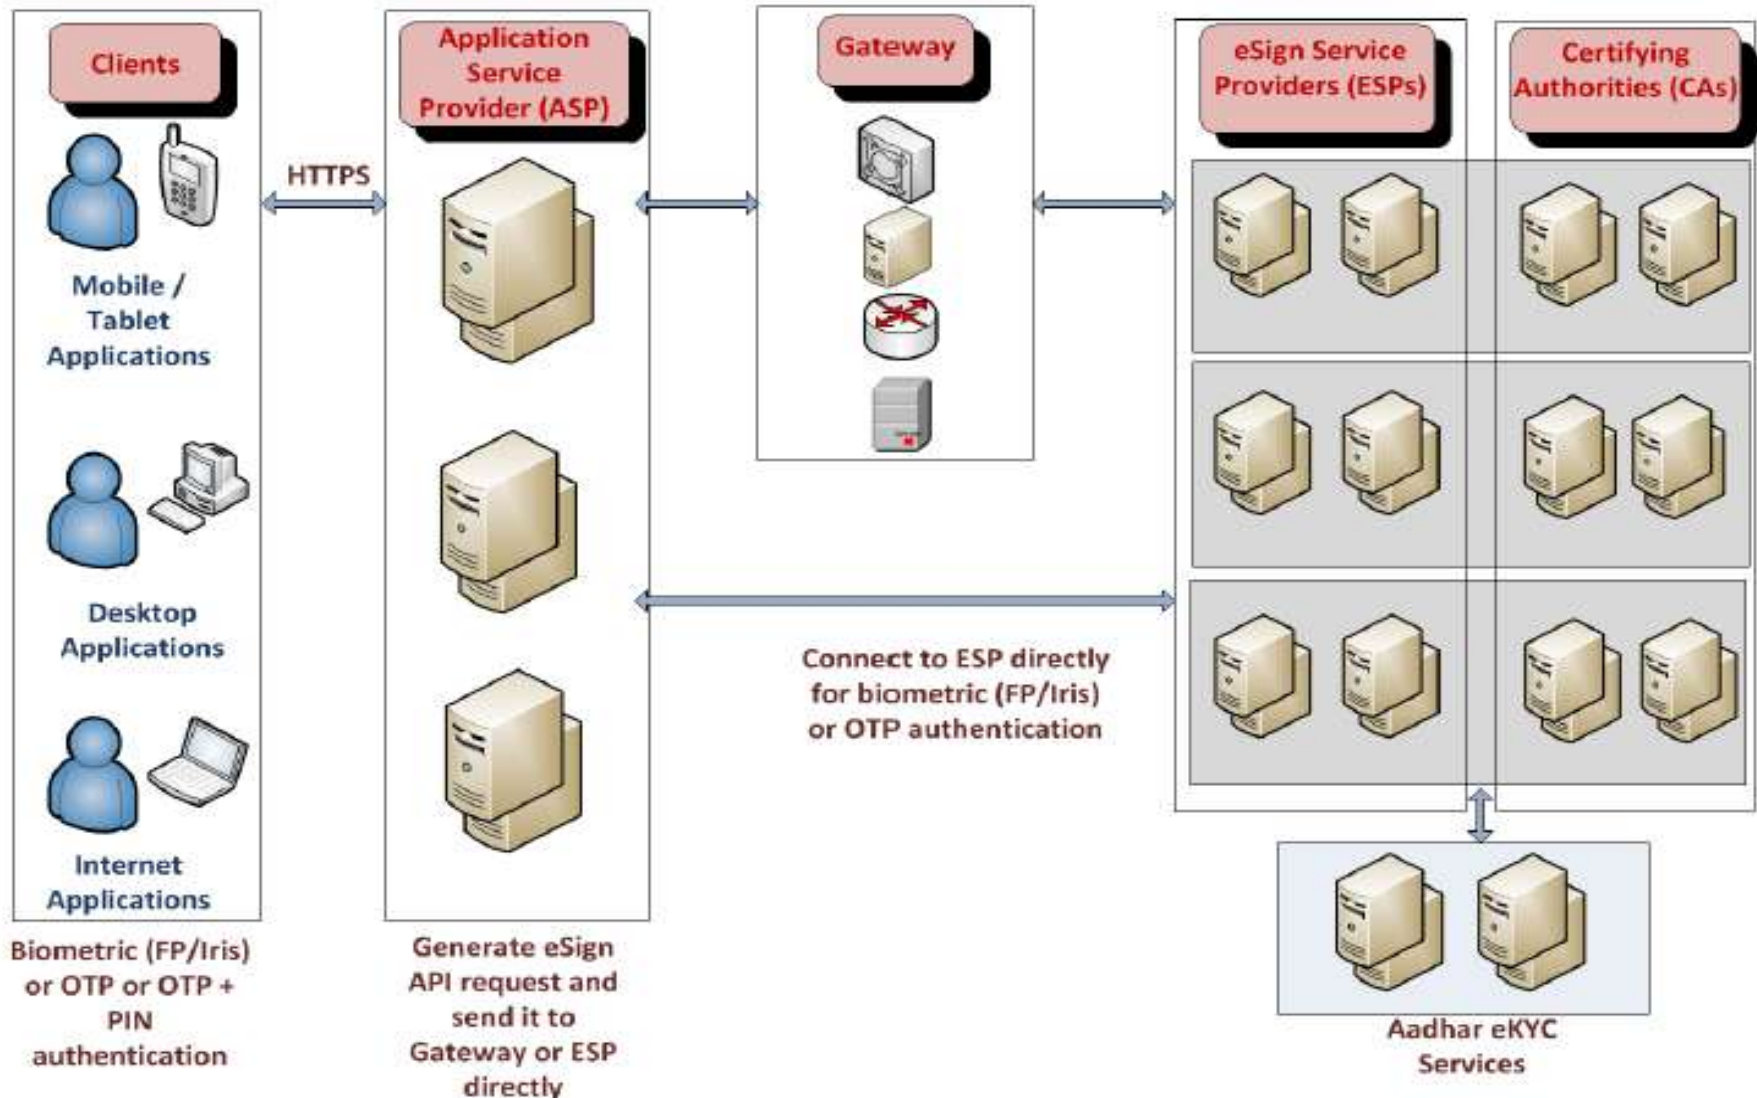 Clients
Mobile /
Tablet
Applications
Desktop
Applications
Internet
Applications
Biometric (FP/Iris)
or OTP or OTP +
PIN
authentication
HTTPS
Application
Service
Provider (ASP)
Generate eSign
API request and
send it to
Gateway or ESP
directly
Gateway
Connect to ESP directly
for biometric (FP/Iris)
or OTP authentication
eSign Service
Providers (ESPs)
Certifying
Authorities (CAs)
Aadhar eKYC
Services